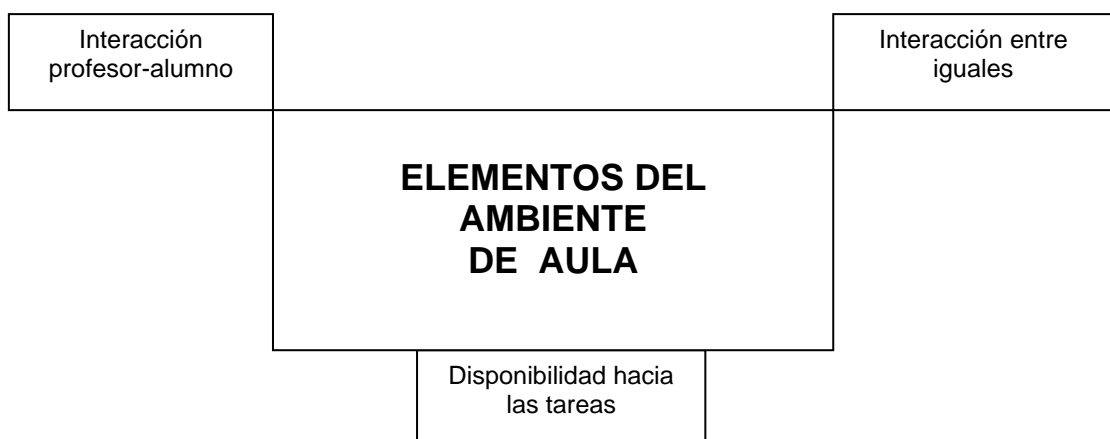 Interacción
profesor-alumno
Interacción entre
iguales
ELEMENTOS DEL
AMBIENTE
DE AULA
Disponibilidad hacia
las tareas